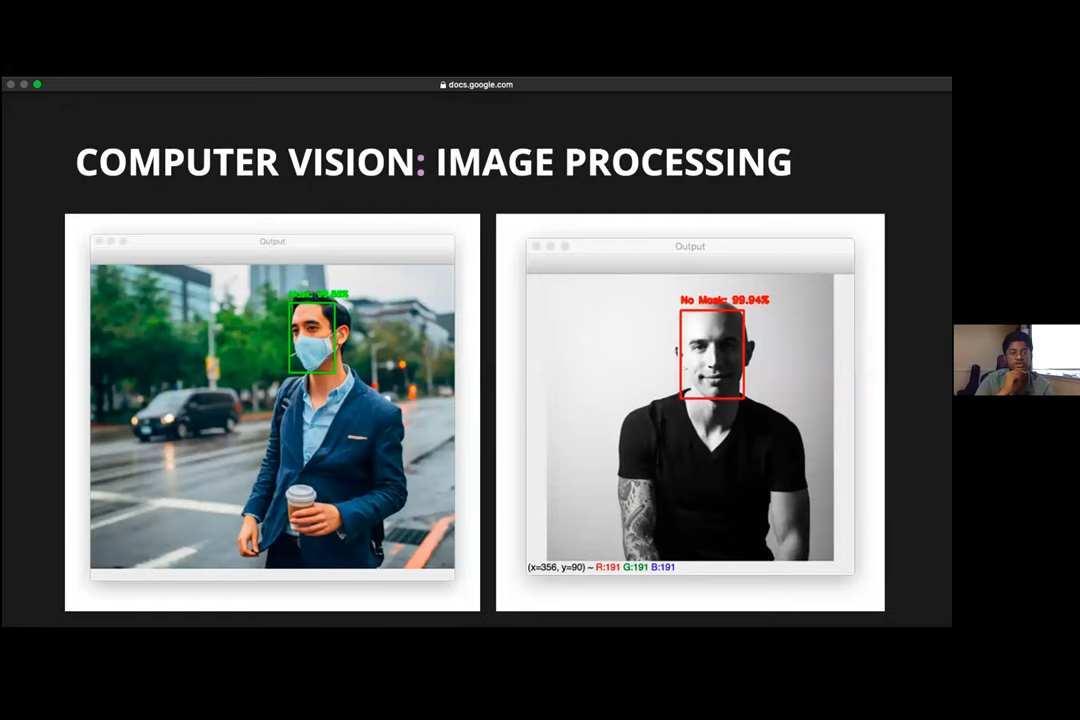 docs.google.com
COMPUTER VISION: IMAGE PROCESSING
Output
Output
No Mask: 99.94%
(x=356, y=90) ~ R:191 G:191 B:191